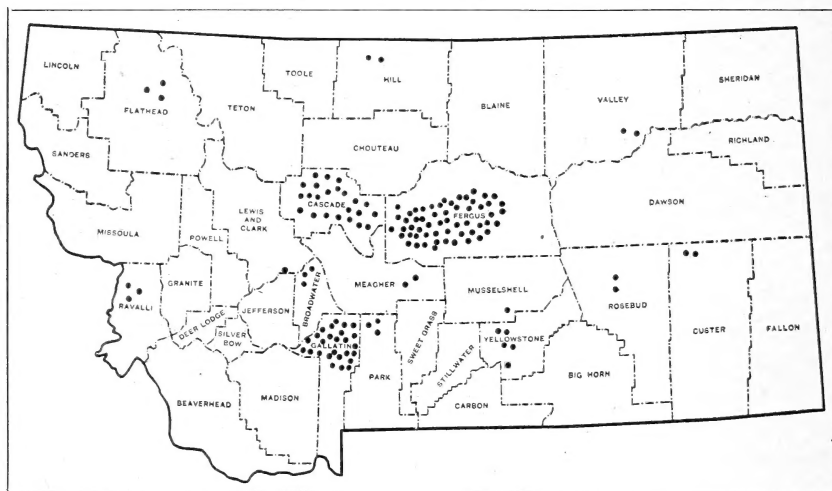 LINCOLN
FLATHEAD
TOOLE
HILL
BLAINE
VALLEY
SHERIDAN
TETON
CHOUTEAU
RICHLAND
SANDERS
CASCADE
FERGUS
DAWSON
MISSOULA
POWELL
LEWIS
AND
CLARK
MEAGHER
MUSSELSHELL
ROSEBUD
CUSTER
FALLON
RAVALLI
GRANITE
JEFFERSON
BROADWATER
DEER LODGE
SILVER
BOW
GALLATIN
PARK
SWEET GRASS
STILLWATER
YELLOWSTONE
BIG HORN
BEAVERHEAD
MADISON
CARBON